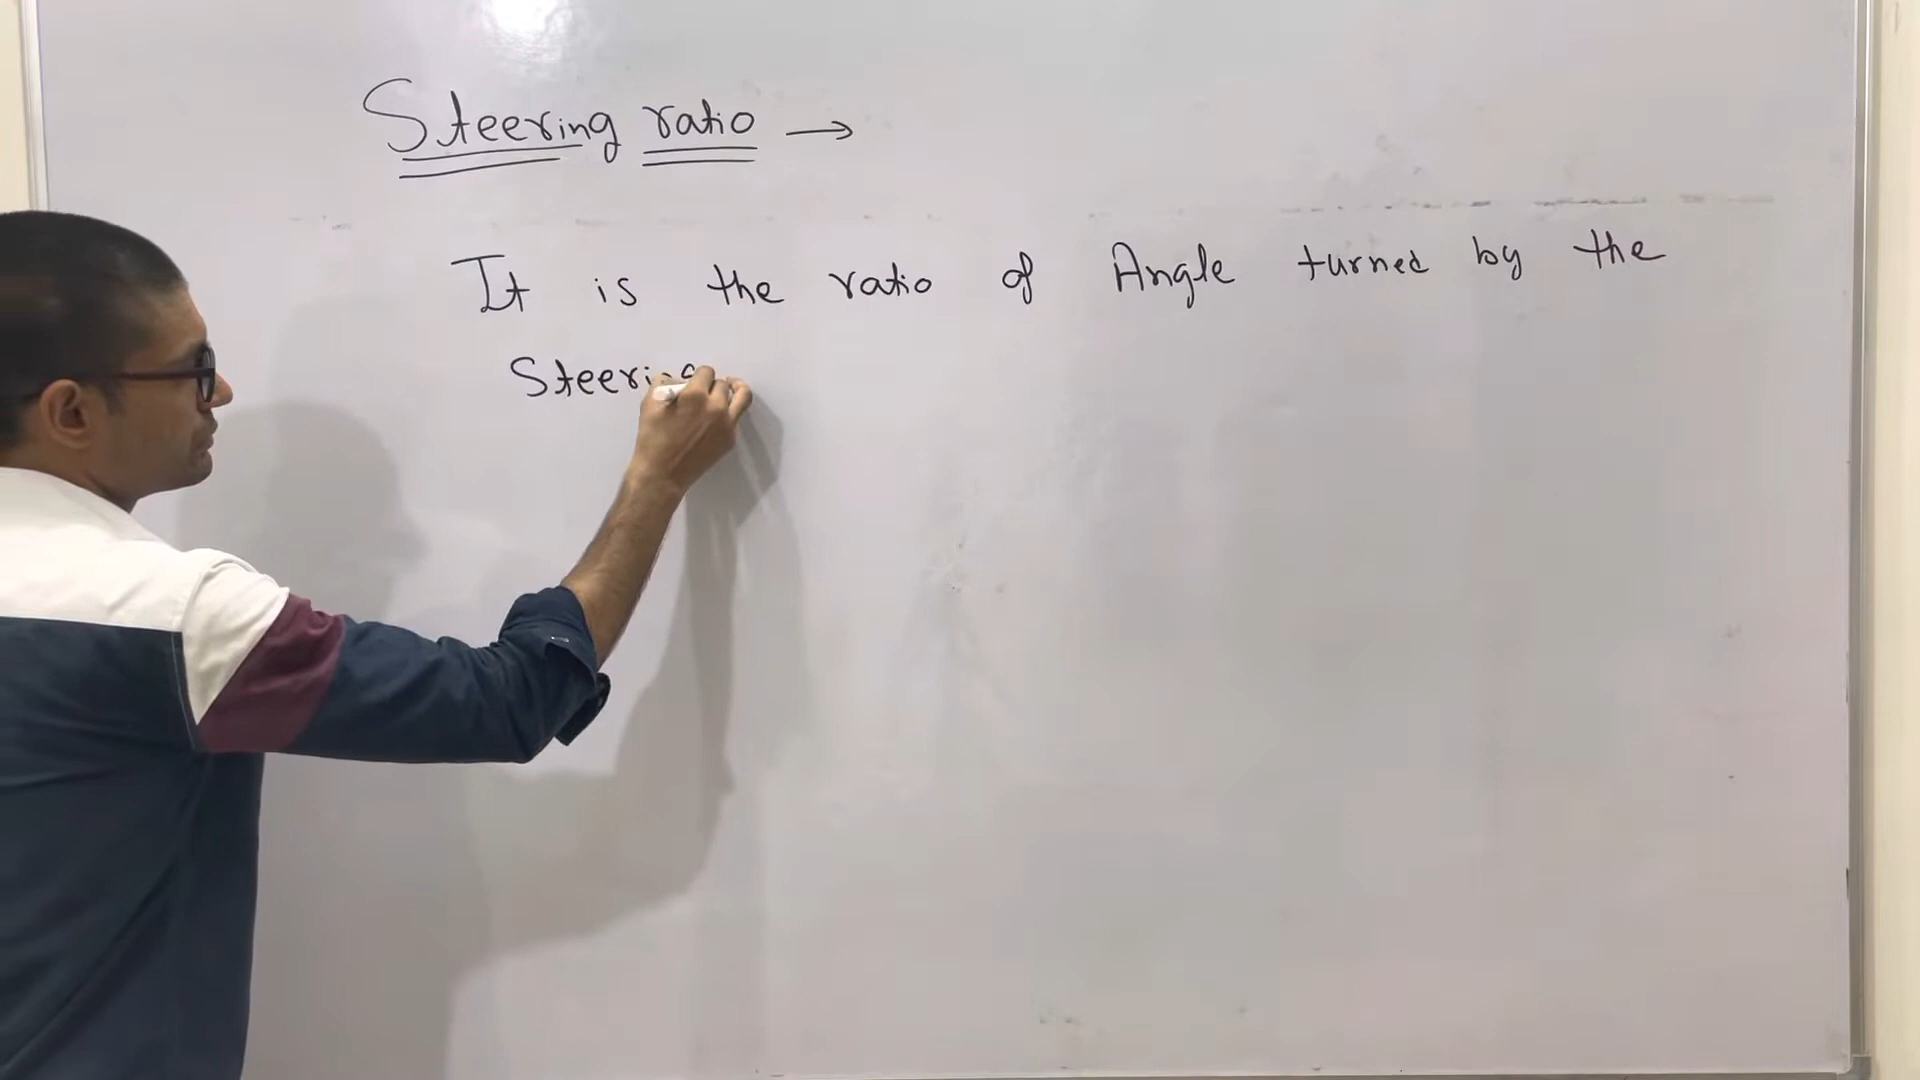 Steering ratio →
It is the ratio of Angle turned by the
Steering